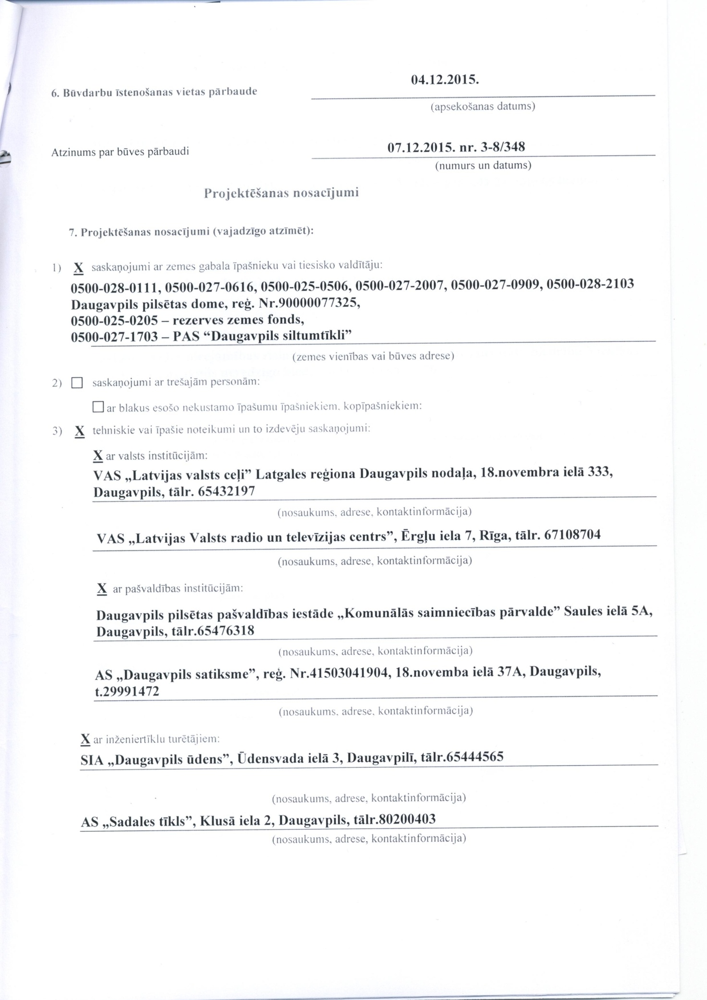 04.12.2015.
6. Būvdarbu īstenošanas vietas pārbaude
(apsekošanas datums)
07.12.2015. nr. 3-8/348
Atzinums par būves pārbaudi
(numurs un datums)
Projektēšanas nosacījumi
7. Projektēšanas nosacījumi (vajadzīgo atzīmēt):
1) X saskaņojumi ar zemes gabala īpašnieku vai tiesisko valdītāju:
0500-028-0111, 0500-027-0616, 0500-025-0506, 0500-027-2007, 0500-027-0909, 0500-028-2103
Daugavpils pilsētas dome, reģ. Nr.90000077325,
0500-025-0205 – rezerves zemes fonds,
0500-027-1703 – PAS “Daugavpils siltumtīkli”
(zemes vienības vai būves adrese)
2) ☐ saskaņojumi ar trešajām personām:
☐ ar blakus esošo nekustamo īpašumu īpašniekiem, kopīpašniekiem:
3) X tehniskie vai īpašie noteikumi un to izdevēju saskaņojumi:
X ar valsts institūcijām:
VAS „Latvijas valsts ceļi” Latgales reģiona Daugavpils nodaļa, 18.novembra ielā 333,
Daugavpils, tālr. 65432197
(nosaukums, adrese, kontaktinformācija)
VAS „Latvijas Valsts radio un televīzijas centrs”, Ērgļu iela 7, Rīga, tālr. 67108704
(nosaukums, adrese, kontaktinformācija)
X ar pašvaldības institūcijām:
Daugavpils pilsētas pašvaldības iestāde „Komunālās saimniecības pārvalde” Saules ielā 5A,
Daugavpils, tālr.65476318
(nosaukums, adrese, kontaktinformācija)
AS „Daugavpils satiksme”, reģ. Nr.41503041904, 18.novemba ielā 37A, Daugavpils,
t.29991472
(nosaukums, adrese, kontaktinformācija)
X ar inženiertīklu turētājiem:
SIA „Daugavpils ūdens”, Ūdensvada ielā 3, Daugavpilī, tālr.65444565
(nosaukums, adrese, kontaktinformācija)
AS „Sadales tīkls”, Klusā iela 2, Daugavpils, tālr.80200403
(nosaukums, adrese, kontaktinformācija)